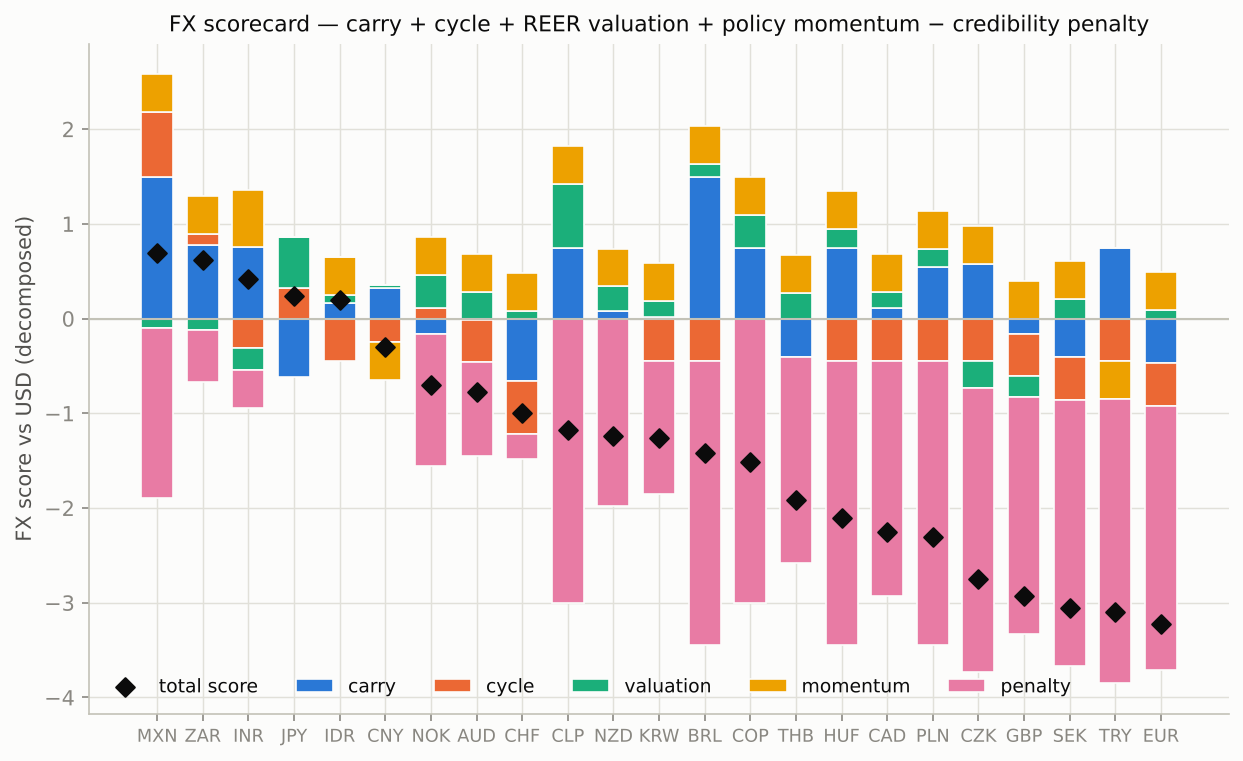 FX scorecard — carry + cycle + REER valuation + policy momentum − credibility penalty
FX score vs USD (decomposed)
2
1
0
−1
−2
−3
−4
total score carry cycle valuation momentum penalty
MXN ZAR INR JPY IDR CNY NOK AUD CHF CLP NZD KRW BRL COP THB HUF CAD PLN CZK GBP SEK TRY EUR